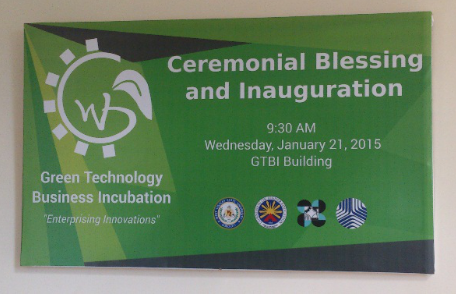 Ceremonial Blessing
and Inauguration
9:30 AM
Wednesday, January 21, 2015
GTBI Building
Green Technology
Business Incubation
"Enterprising Innovations"